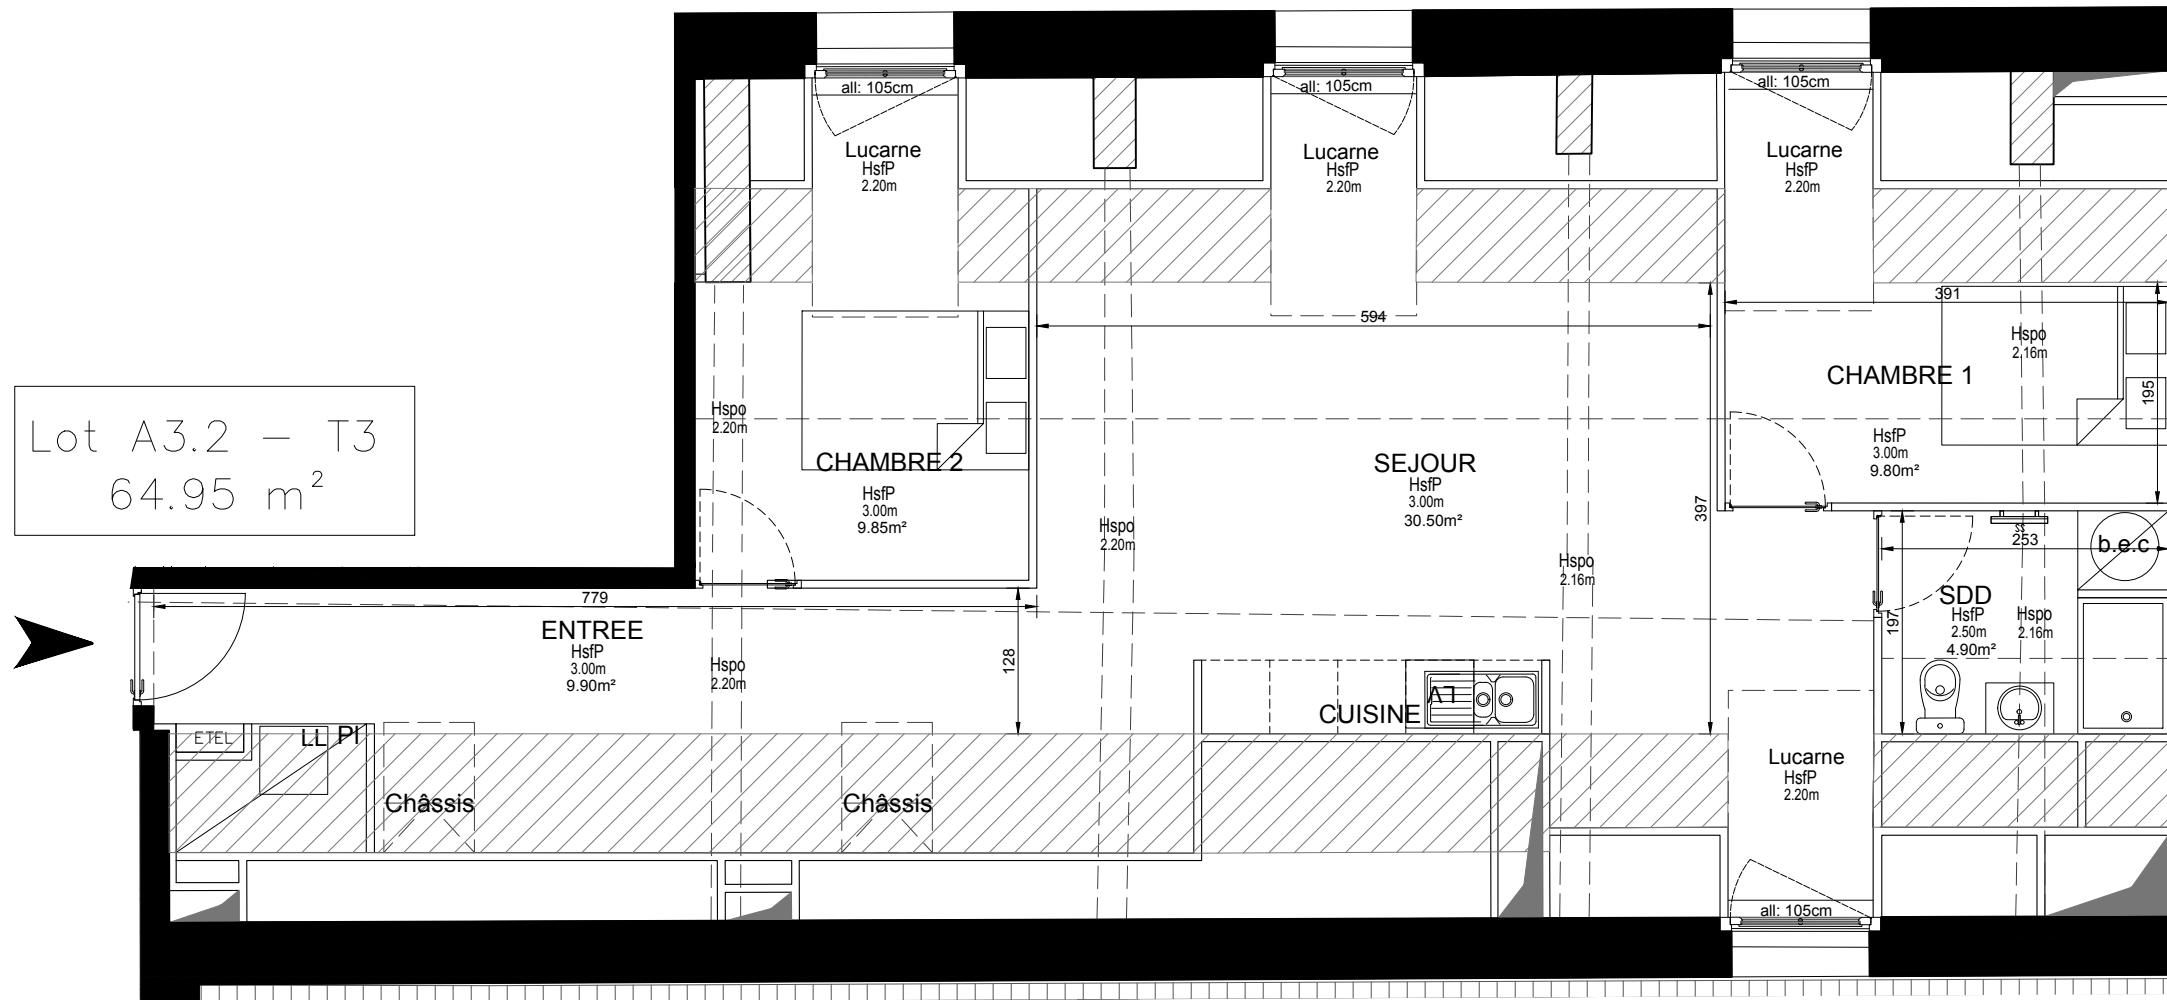 all: 105cm
all: 105cm
all: 105cm
Lucarne
HsfP
2.20m
Lucarne
HsfP
2.20m
Lucarne
HsfP
2.20m
391
594
Hspo
2.16m
CHAMBRE 1
195
Lot A3.2 – T3
64.95 m²
Hspo
2.20m
CHAMBRE 2
HsfP
3.00m
9.85m²
SEJOUR
HsfP
3.00m
30.50m²
HsfP
3.00m
9.80m²
397
Hspo
2.20m
Hspo
2.16m
SS
253
b.e.c
779
ENTREE
HsfP
3.00m
9.90m²
Hspo
2.20m
128
SDD
HsfP
2.50m
4.90m²
Hspo
2.16m
197
LV
CUISINE
ETEL
LL
Pl
Châssis
Châssis
Lucarne
HsfP
2.20m
all: 105cm